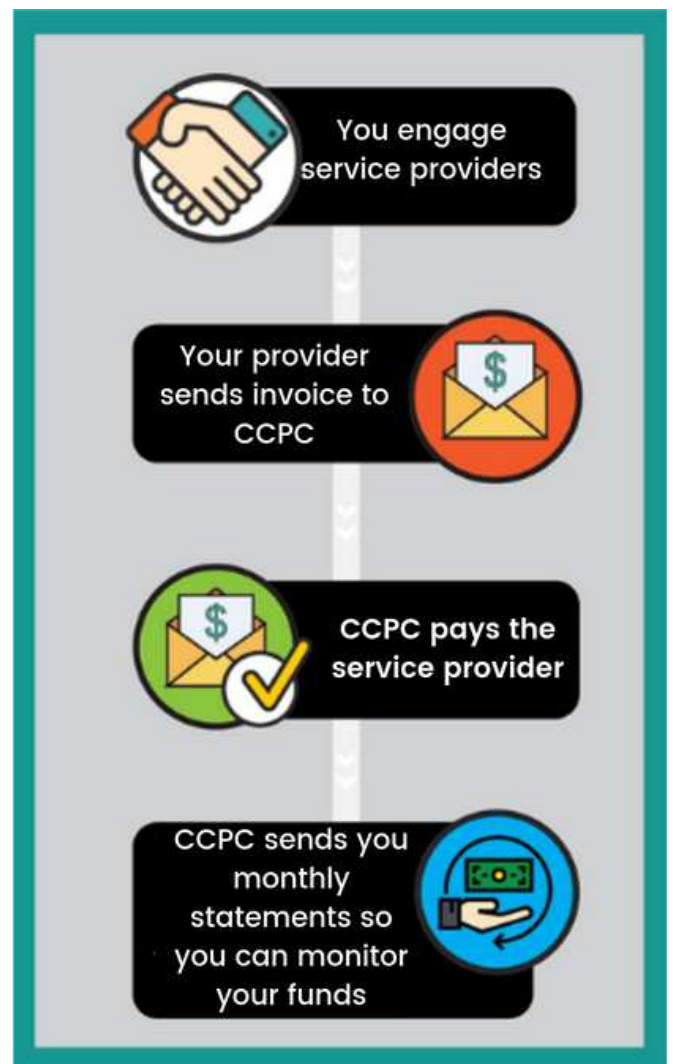 You engage
service providers
Your provider
sends invoice to
CCPC
$
CCPC pays the
service provider
$
CCPC sends you
monthly
statements so
you can monitor
your funds